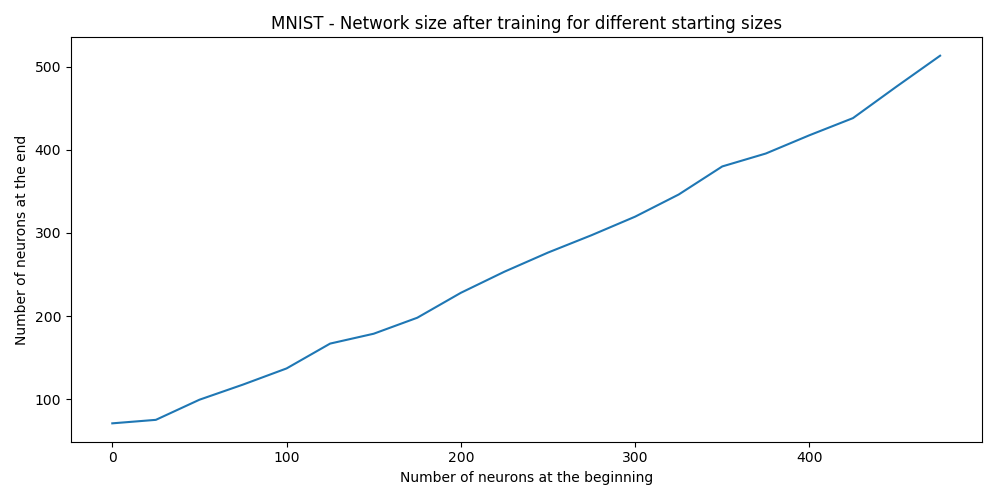 MNIST - Network size after training for different starting sizes
Number of neurons at the end
500
400
300
200
100
0 100 200 300 400
Number of neurons at the beginning